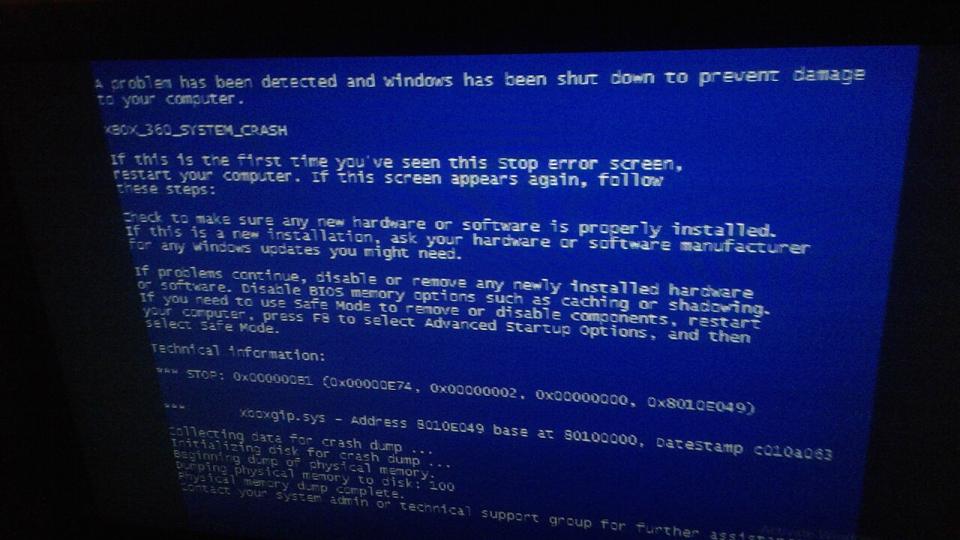 A problem has been detected and windows has been shut down to prevent damage
to your computer.
XBOX_360_SYSTEM_CRASH
If this is the first time you've seen this Stop error screen,
restart your computer. If this screen appears again, follow
these steps:
Check to make sure any new hardware or software is properly installed.
If this is a new installation, ask your hardware or software manufacturer
for any windows updates you might need.
If problems continue, disable or remove any newly installed hardware
or software. Disable BIOS memory options such as caching or shadowing.
If you need to use Safe Mode to remove or disable components, restart
your computer, press F8 to select Advanced Startup Options, and then
select Safe Mode.
Technical information:
*** STOP: 0x000000B1 (0x00000E74, 0x00000002, 0x00000000, 0x8010E049)
*** xboxgip.sys - Address 8010E049 base at 80100000, Datestamp c010a063
Collecting data for crash dump ...
Initializing disk for crash dump ...
Beginning dump of physical memory.
Dumping physical memory to disk: 100
Physical memory dump complete.
Contact your system admin or technical support group for further